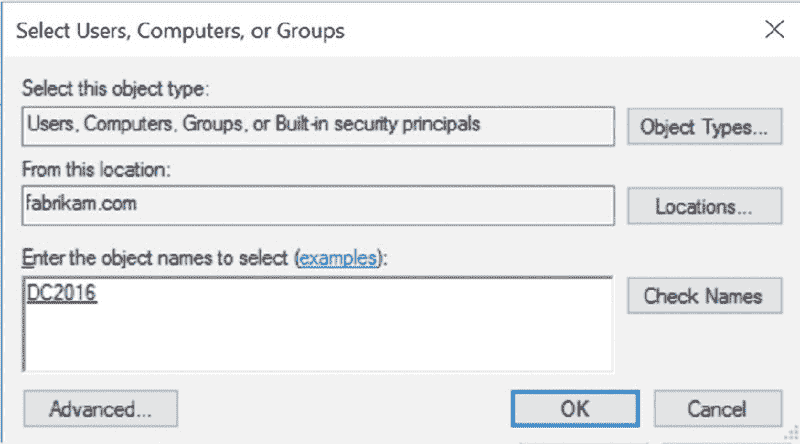 Select Users, Computers, or Groups
Select this object type:
Users, Computers, Groups, or Built-in security principals
Object Types...
From this location:
fabrikam.com
Locations...
Enter the object names to select (examples):
DC2016
Check Names
Advanced...
OK
Cancel